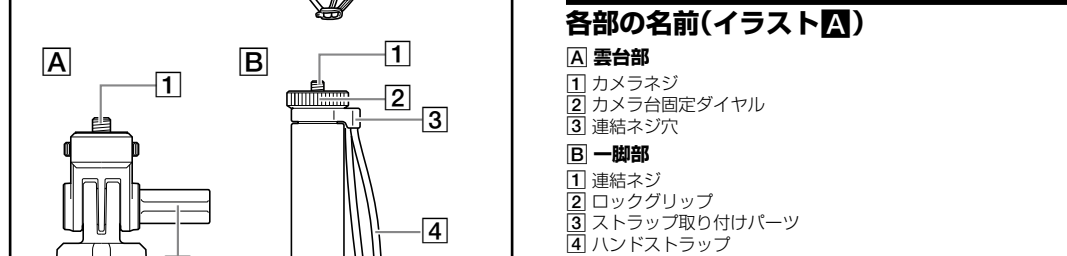 A
1
B
1
2
3
4
各部の名前(イラストA)
A 雲台部
1 カメラネジ
2 カメラ台固定ダイヤル
3 連結ネジ穴
B 一脚部
1 連結ネジ
2 ロックグリップ
3 ストラップ取り付けパーツ
4 ハンドストラップ